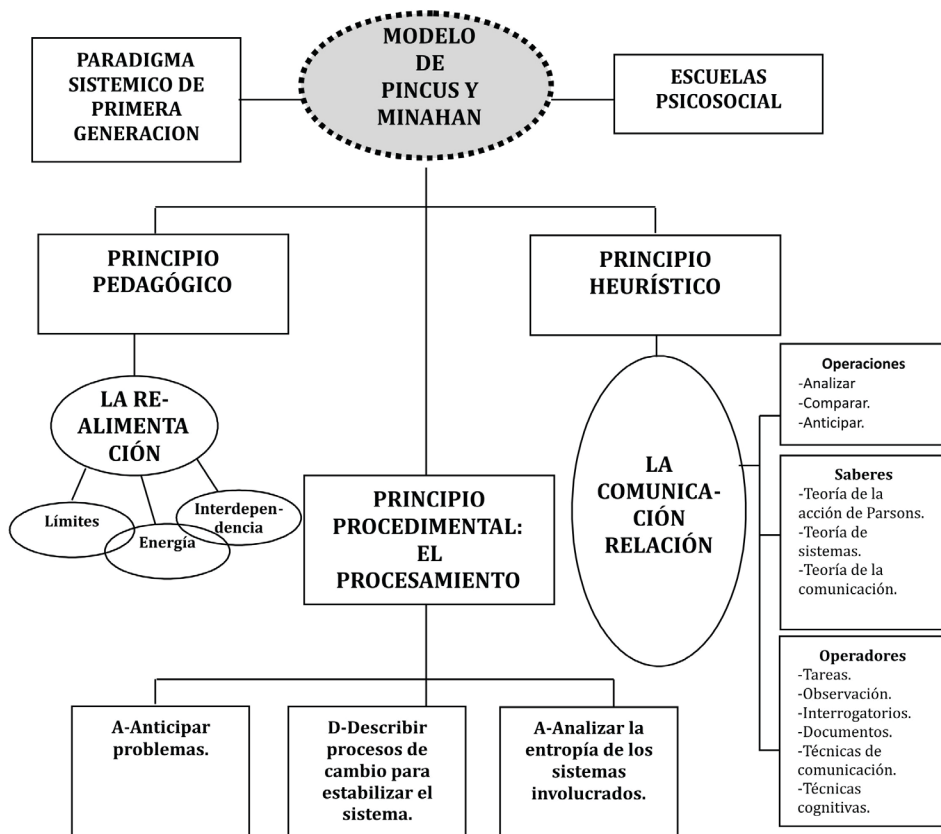 MODELO
DE
PINCUS Y
MINAHAN
PARADIGMA
SISTEMICO DE
PRIMERA
GENERACION
ESCUELAS
PSICOSOCIAL
PRINCIPIO
PEDAGÓGICO
PRINCIPIO
HEURÍSTICO
LA RE-
ALIMENTA
CIÓN
Límites
Energía
Interdepen-
dencia
PRINCIPIO
PROCEDIMENTAL:
EL
PROCESAMIENTO
LA
COMUNICA-
CIÓN
RELACIÓN
Operaciones
-Analizar
-Comparar.
-Anticipar.
Saberes
-Teoría de la
acción de Parsons.
-Teoría de
sistemas.
-Teoría de la
comunicación.
Operadores
-Tareas.
-Observación.
-Interrogatorios.
-Documentos.
-Técnicas de
comunicación.
-Técnicas
cognitivas.
A-Anticipar
problemas.
D-Describir
procesos de
cambio para
estabilizar el
sistema.
A-Analizar la
entropía de los
sistemas
involucrados.